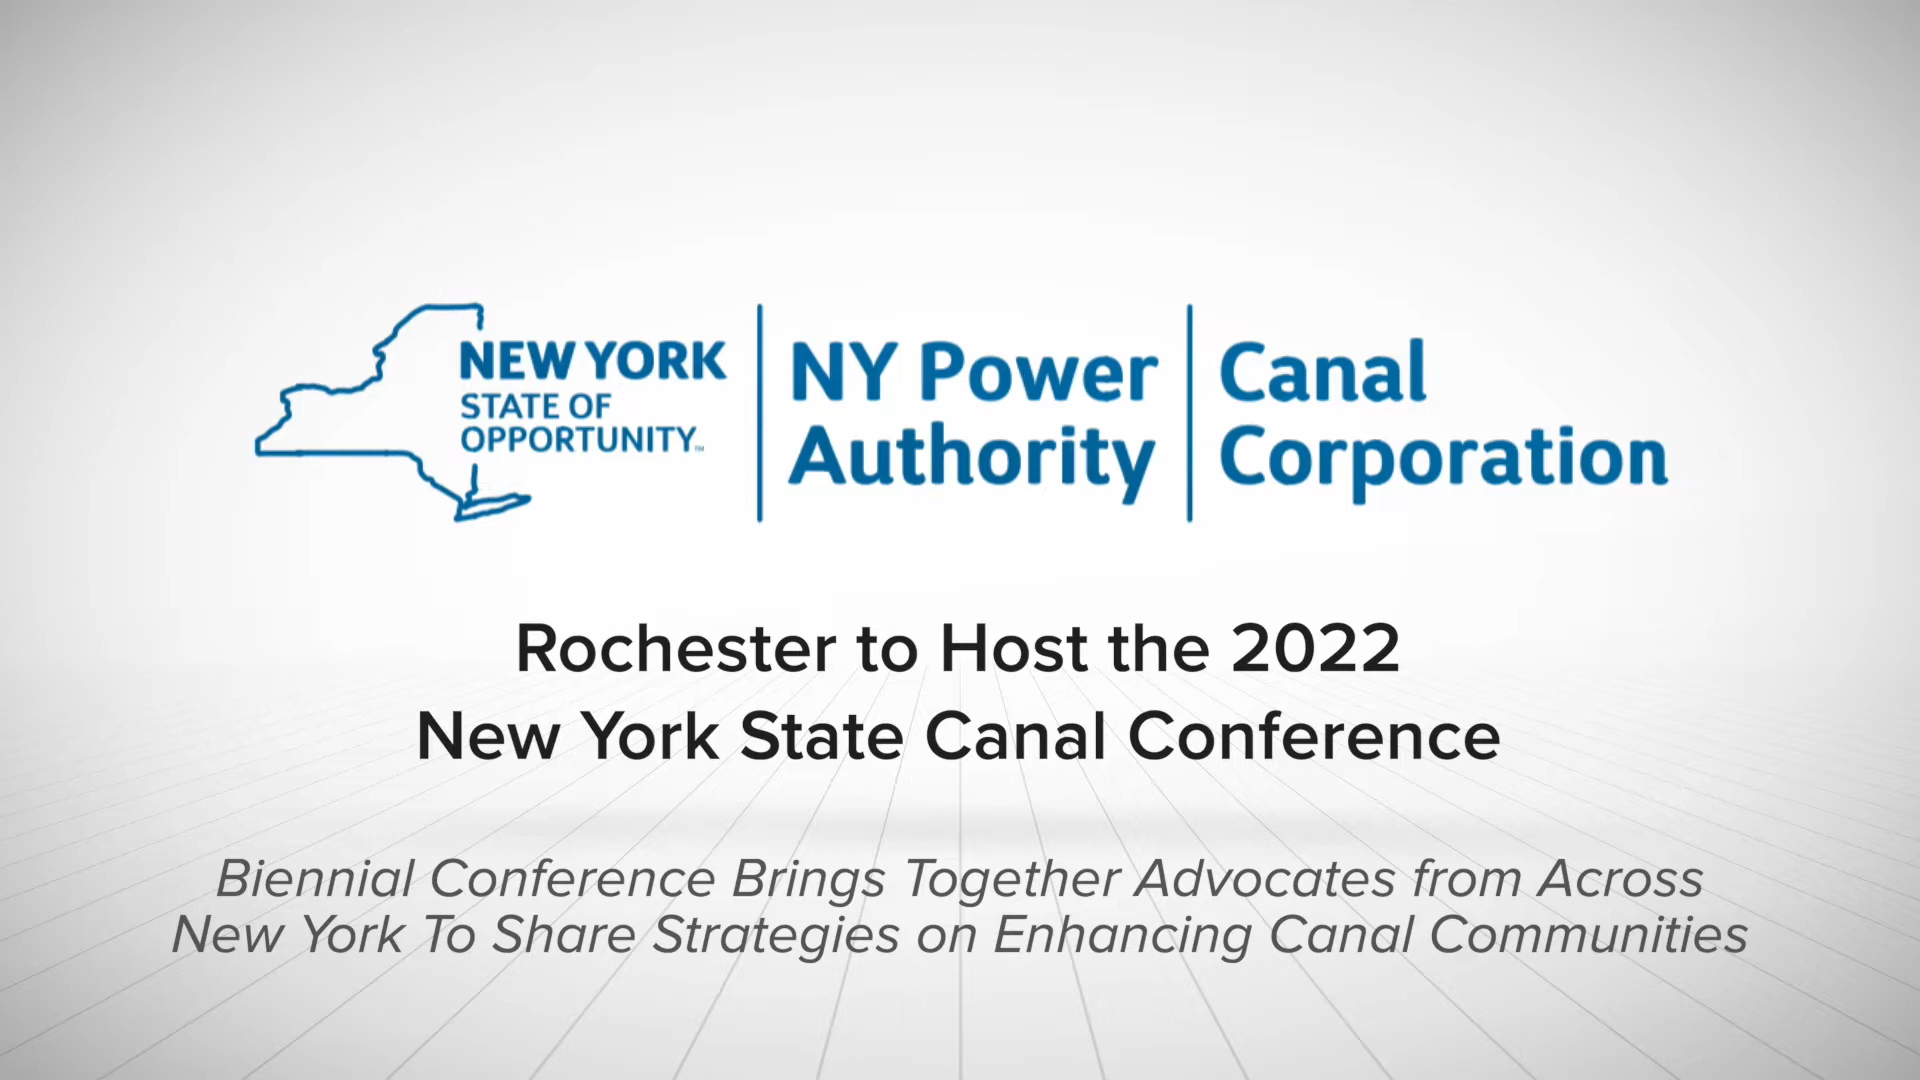 NEW YORK
STATE OF
OPPORTUNITY™
NY Power
Authority
Canal
Corporation
Rochester to Host the 2022
New York State Canal Conference
Biennial Conference Brings Together Advocates from Across
New York To Share Strategies on Enhancing Canal Communities